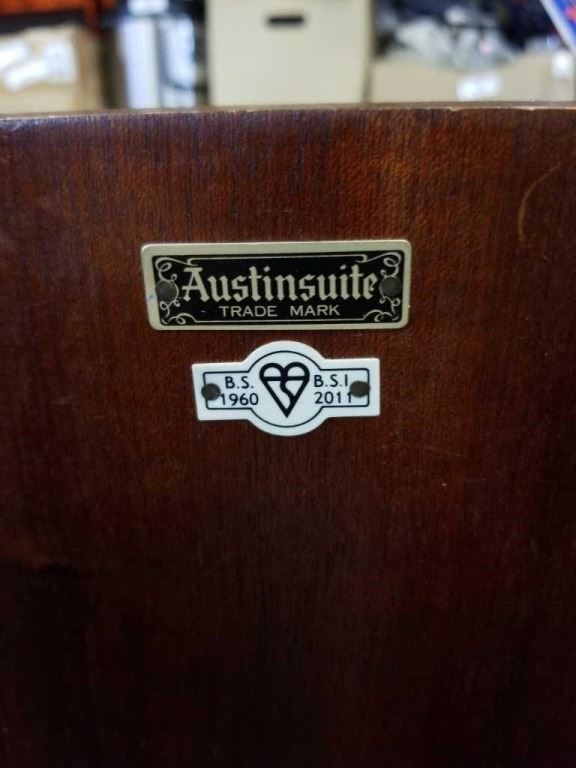 Austinsuite
TRADE MARK
B.S. B.S.I
1960 2011